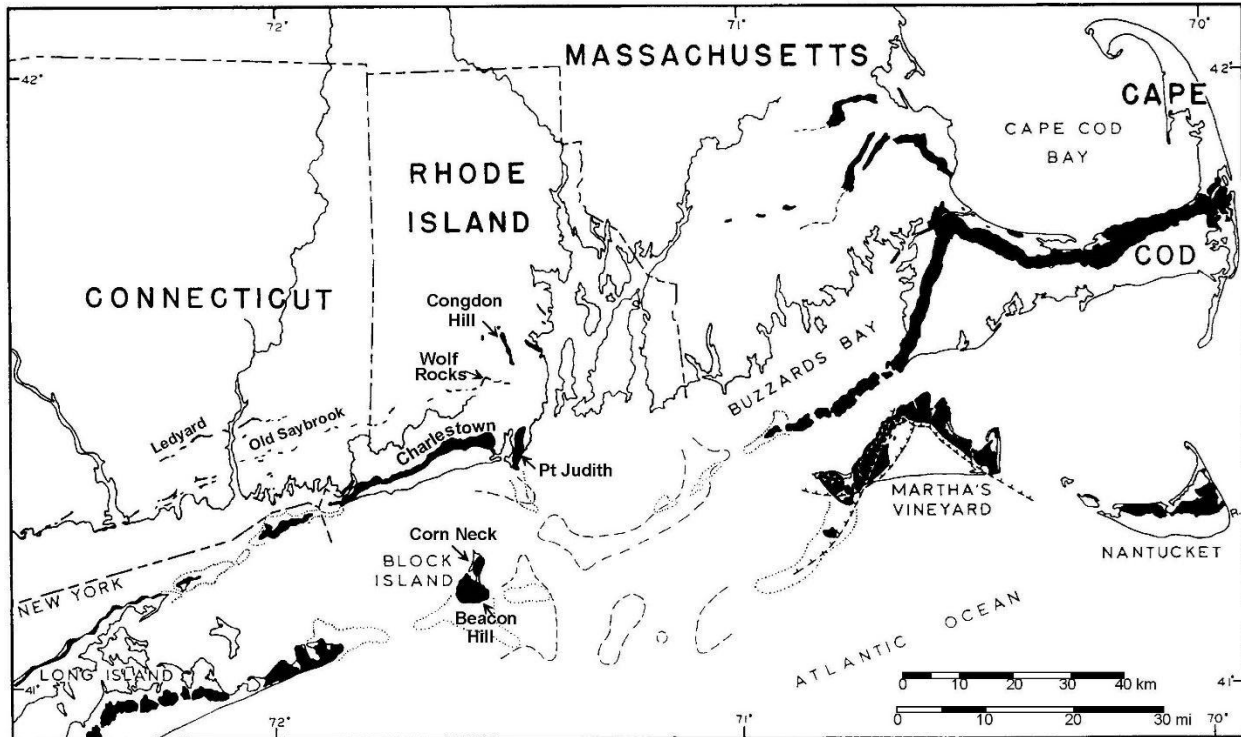 72°
71°
70°
42°
42°
MASSACHUSETTS
CAPE
CAPE COD
BAY
RHODE
ISLAND
COD
CONNECTICUT
Congdon
Hill
Wolf
Rocks
BUZZARDS BAY
Ledyard
Old Saybrook
Charlestown
Pt Judith
MARTHA'S
VINEYARD
NANTUCKET
Corn Neck
BLOCK
ISLAND
Beacon
Hill
NEW YORK
LONG ISLAND
ATLANTIC OCEAN
41°
41°
0 10 20 30 40 km
0 10 20 30 mi
72°
71°
70°